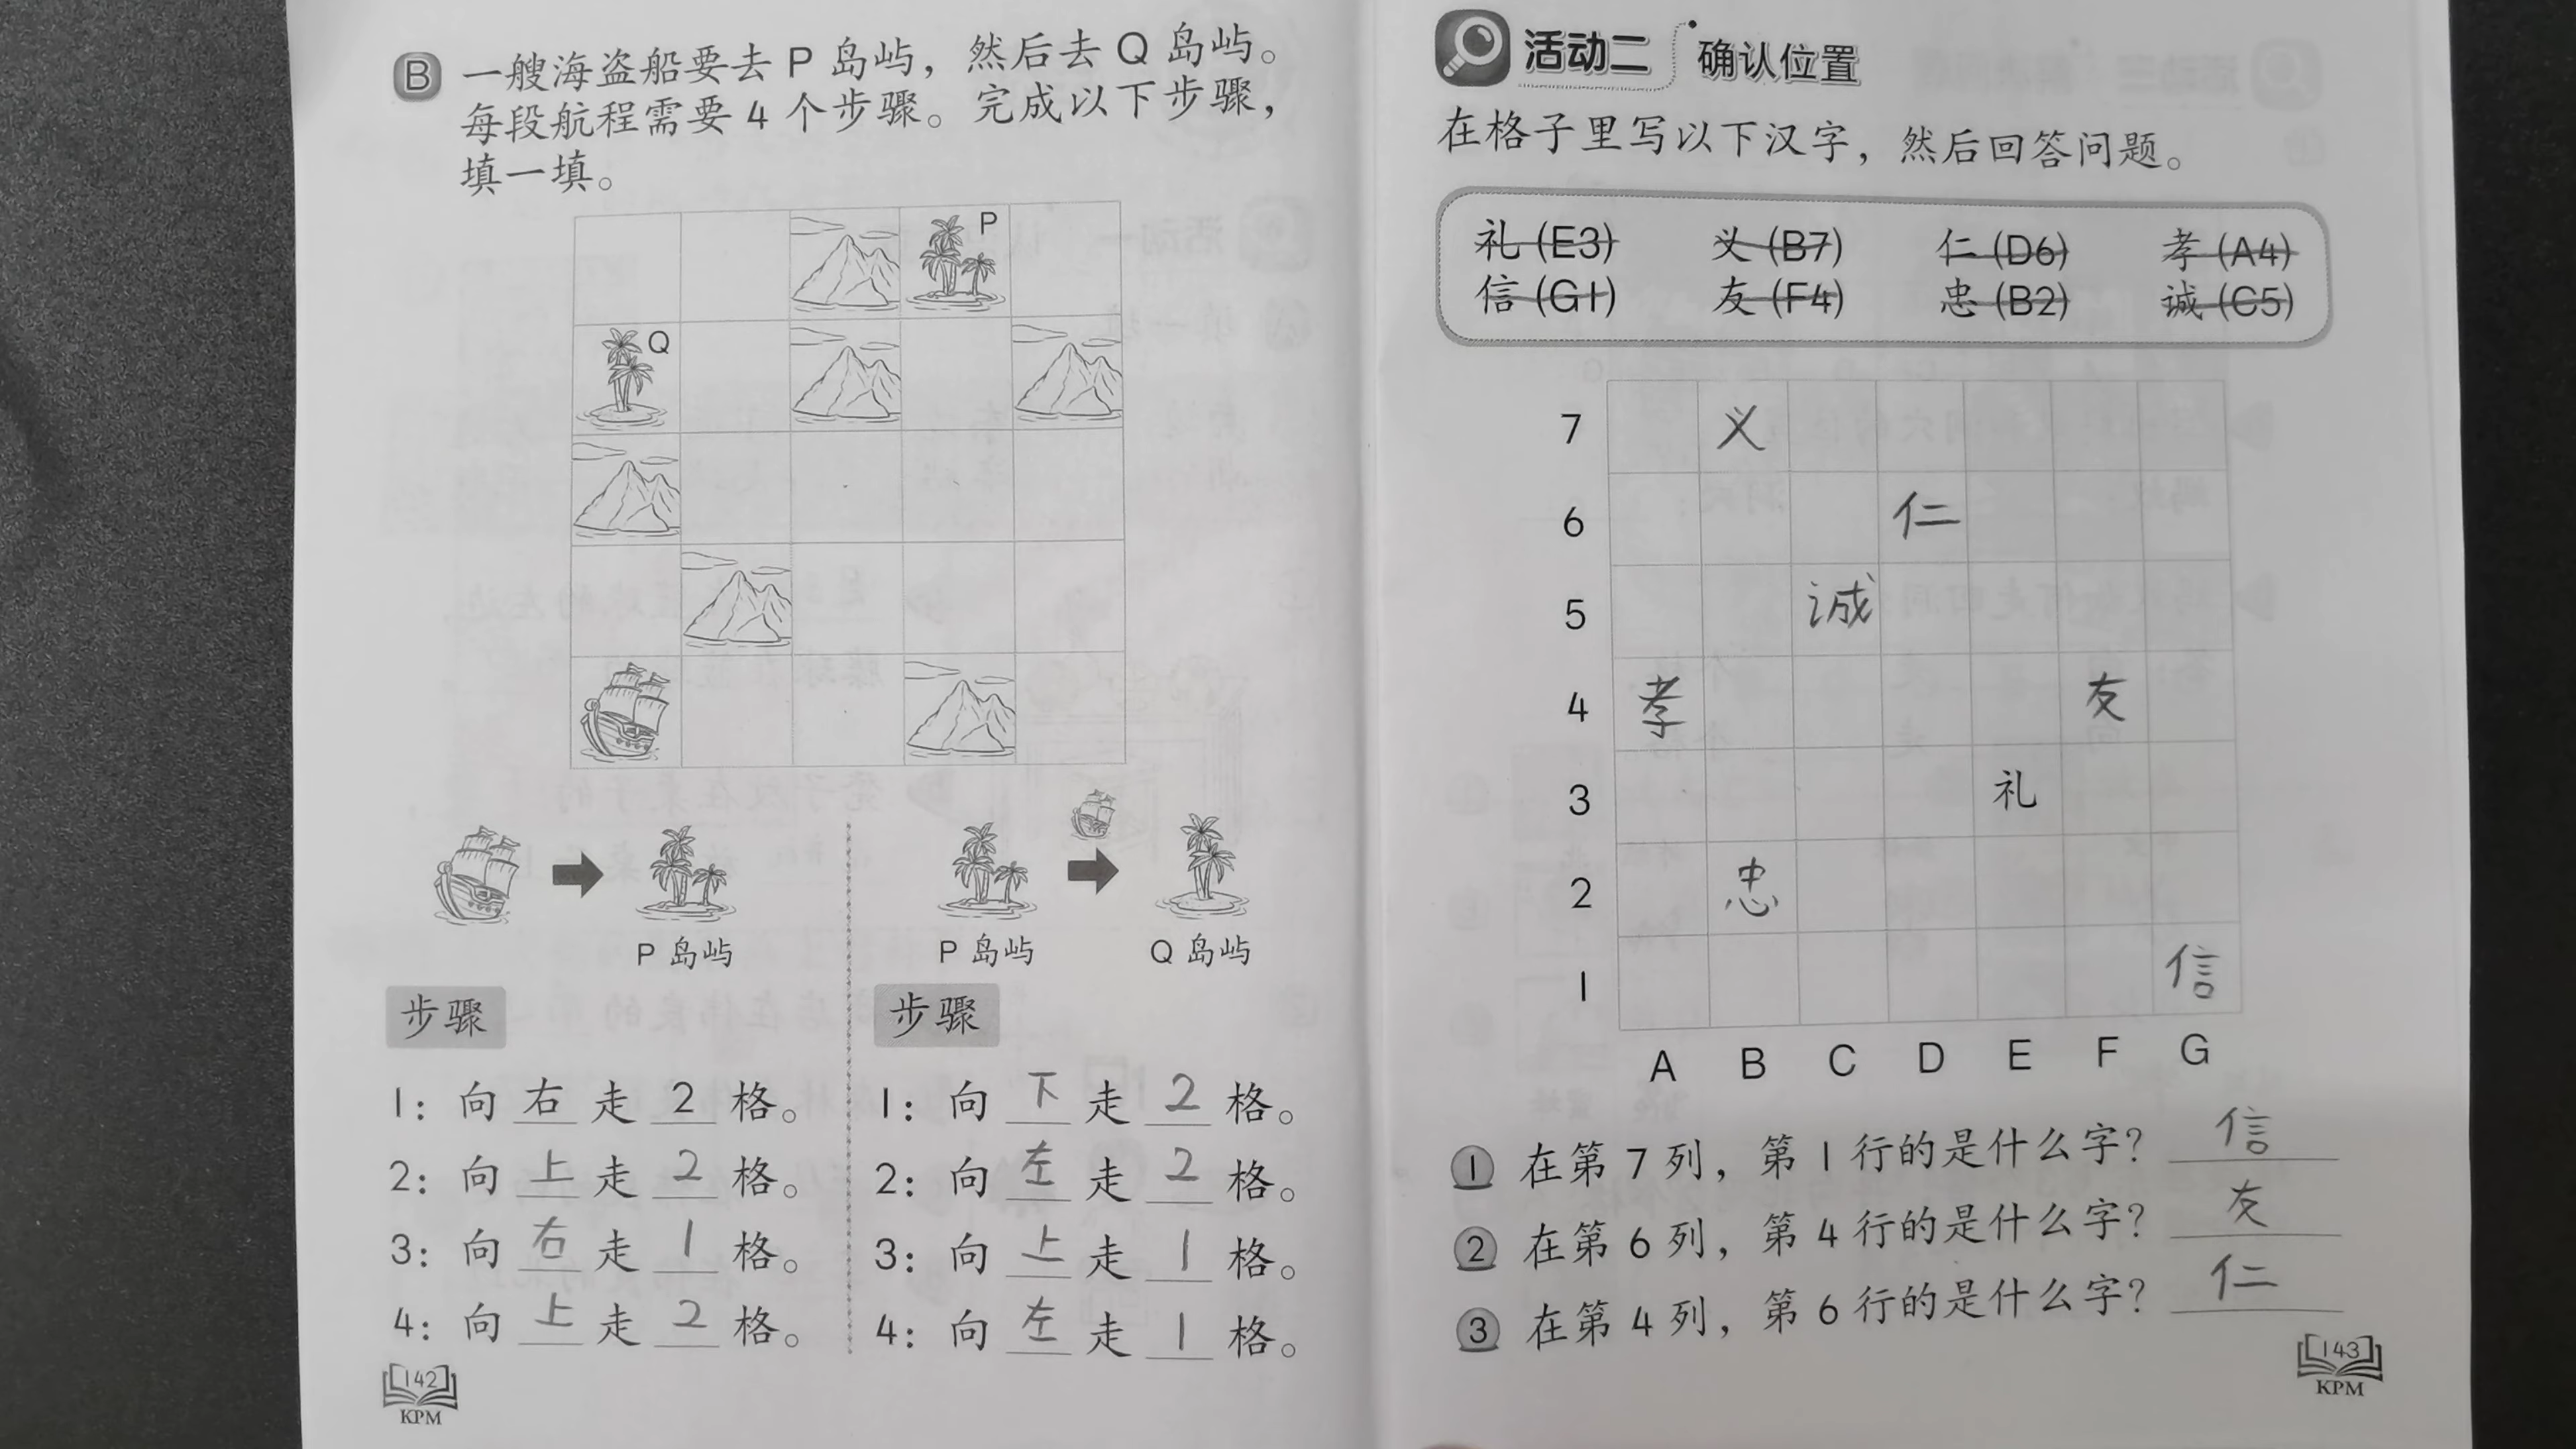 B 一艘海盗船要去 P 岛屿，然后去 Q 岛屿。
每段航程需要 4 个步骤。完成以下步骤，
填一填。
P
Q
P 岛屿
P 岛屿 Q 岛屿
步骤
1： 向 右 走 2 格。
2： 向 上 走 2 格。
3： 向 右 走 1 格。
4： 向 上 走 2 格。
步骤
1： 向 下 走 2 格。
2： 向 左 走 2 格。
3： 向 上 走 1 格。
4： 向 左 走 1 格。
142
KPM
活动二 确认位置
在格子里写以下汉字，然后回答问题。
礼 (E3) 义 (B7) 仁 (D6) 孝 (A4)
信 (G1) 友 (F4) 忠 (B2) 诚 (C5)
7 义
6 仁
5 诚
4 孝 友
3 礼
2 忠
1 信
A B C D E F G
1 在第 7 列，第 1 行的是什么字？ 信
2 在第 6 列，第 4 行的是什么字？ 友
3 在第 4 列，第 6 行的是什么字？ 仁
143
KPM